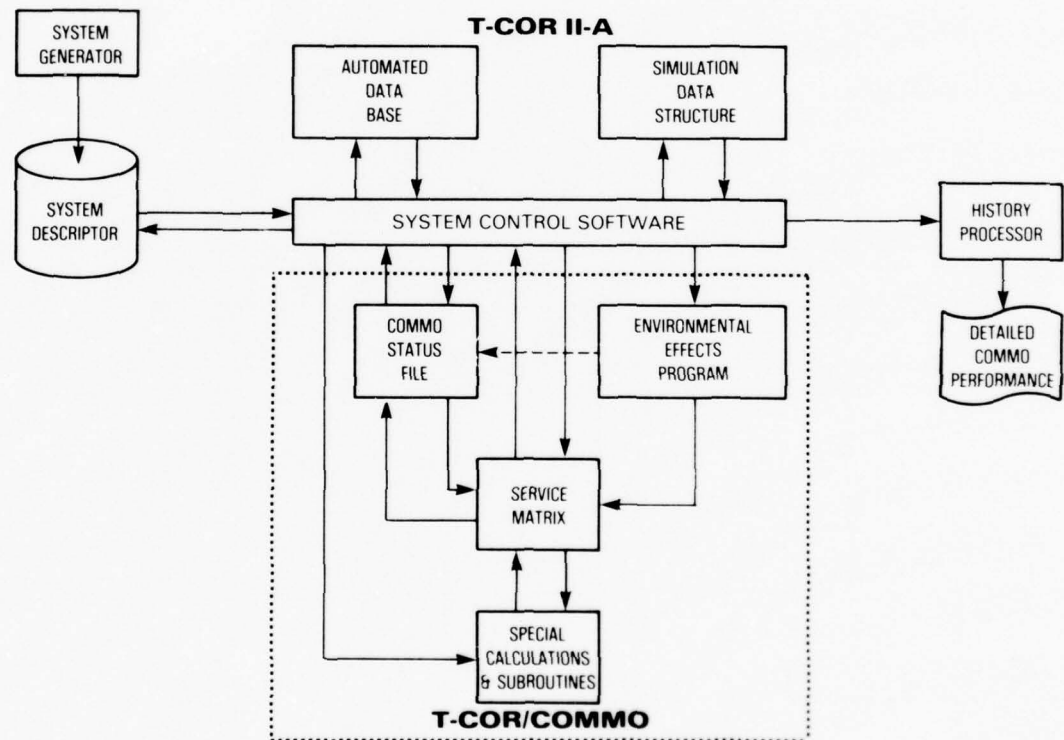 T-COR II-A
SYSTEM
GENERATOR
AUTOMATED
DATA
BASE
SIMULATION
DATA
STRUCTURE
SYSTEM
DESCRIPTOR
SYSTEM CONTROL SOFTWARE
HISTORY
PROCESSOR
COMMO
STATUS
FILE
ENVIRONMENTAL
EFFECTS
PROGRAM
DETAILED
COMMO
PERFORMANCE
SERVICE
MATRIX
SPECIAL
CALCULATIONS
& SUBROUTINES
T-COR/COMMO